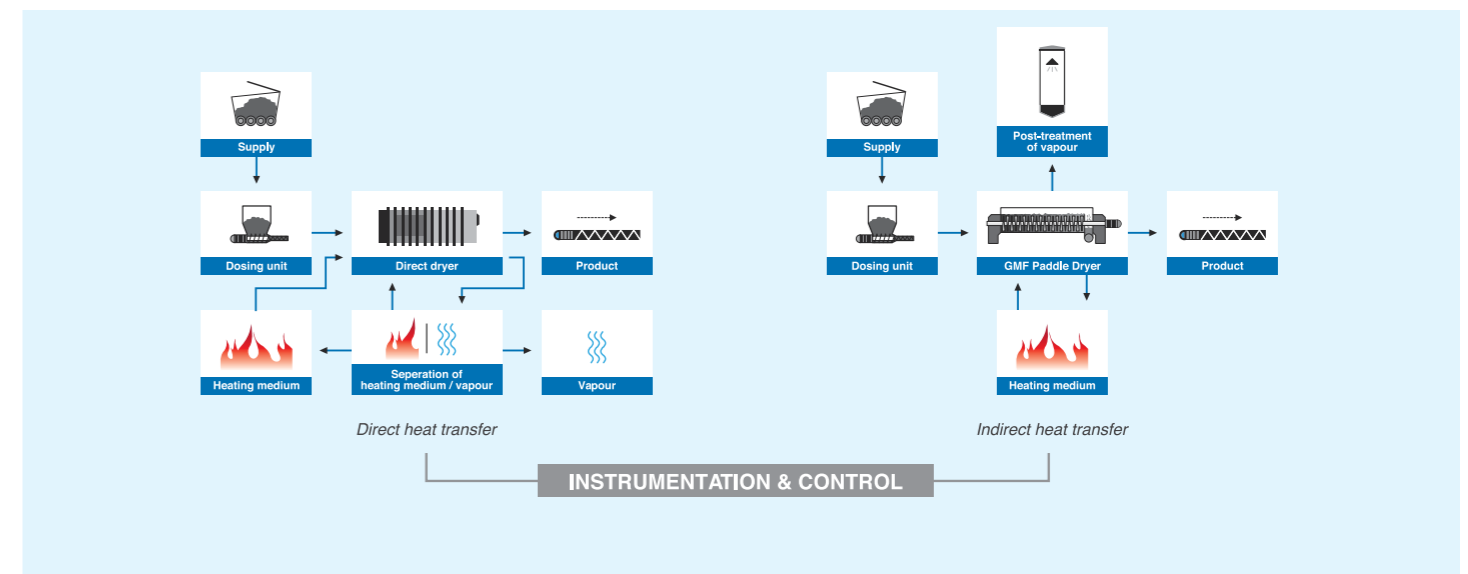 Supply
Dosing unit
Direct dryer
Product
Heating medium
Seperation of
heating medium / vapour
Vapour
Direct heat transfer
Post-treatment
of vapour
Supply
Dosing unit
GMF Paddle Dryer
Product
Heating medium
Indirect heat transfer
INSTRUMENTATION & CONTROL